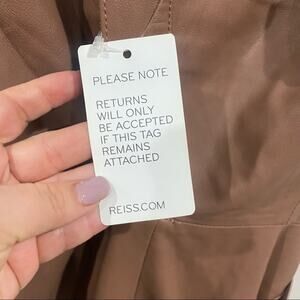 PLEASE NOTE
RETURNS
WILL ONLY
BE ACCEPTED
IF THIS TAG
REMAINS
ATTACHED
REISS.COM